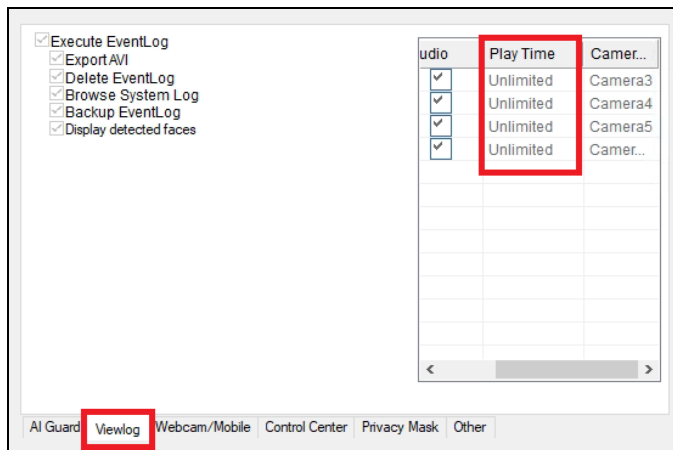 Execute EventLog
Export AVI
Delete EventLog
Browse System Log
Backup EventLog
Display detected faces
udio Play Time Camer...
Unlimited Camera3
Unlimited Camera4
Unlimited Camera5
Unlimited Camer...
AI Guard Viewlog Webcam/Mobile Control Center Privacy Mask Other